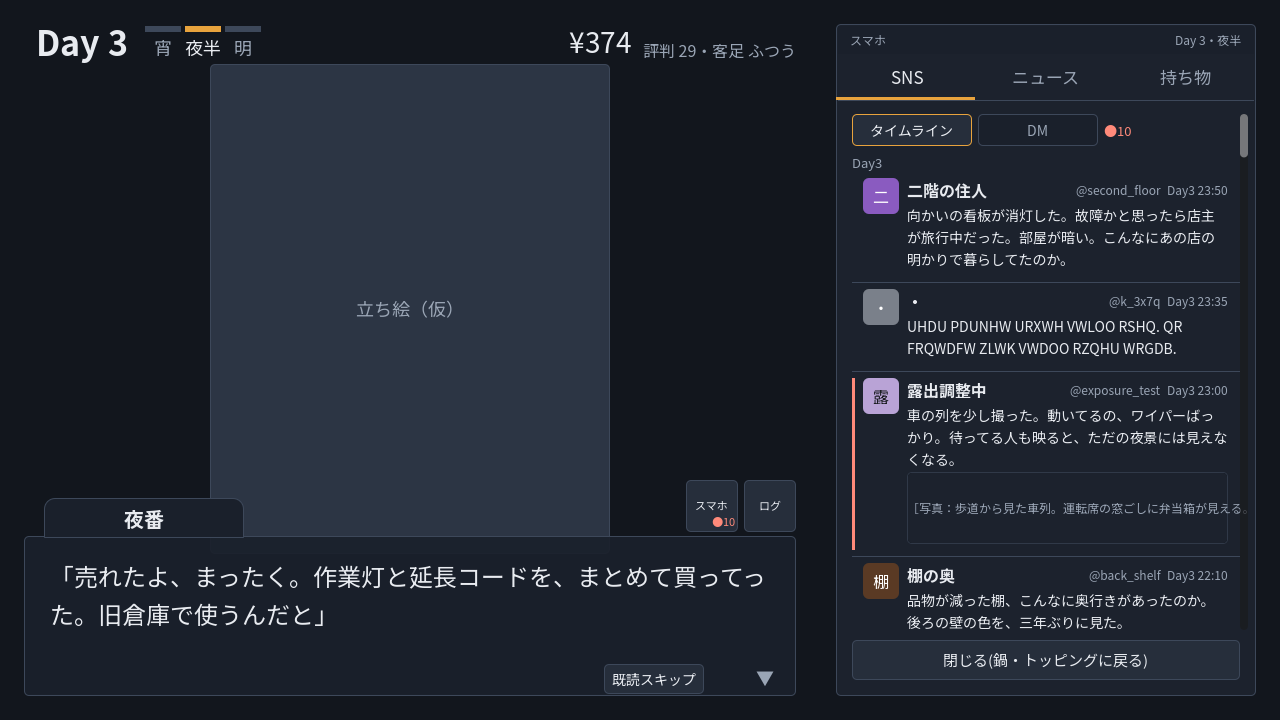 Day 3
宵 夜半 明
¥374
評判 29・客足 ふつう
立ち絵（仮）
スマホ
●10
ログ
夜番
「売れたよ、まったく。作業灯と延長コードを、まとめて買ってっ
た。旧倉庫で使うんだと」
既読スキップ
▼
スマホ
Day 3・夜半
SNS
ニュース
持ち物
タイムライン
DM
●10
Day3
二
二階の住人
@second_floor Day3 23:50
向かいの看板が消灯した。故障かと思ったら店主
が旅行中だった。部屋が暗い。こんなにあの店の
明かりで暮らしてたのか。
・
・
@k_3x7q Day3 23:35
UHDU PDUNHW URXWH VWLOO RSHQ. QR
FRQWDFW ZLWK VWDOO RZQHU WRGDB.
露
露出調整中
@exposure_test Day3 23:00
車の列を少し撮った。動いてるの、ワイパーばっ
かり。待ってる人も映ると、ただの夜景には見えな
くなる。
［写真：歩道から見た車列。運転席の窓ごしに弁当箱が見える。
棚
棚の奥
@back_shelf Day3 22:10
品物が減った棚、こんなに奥行きがあったのか。
後ろの壁の色を、三年ぶりに見た。
閉じる(鍋・トッピングに戻る)